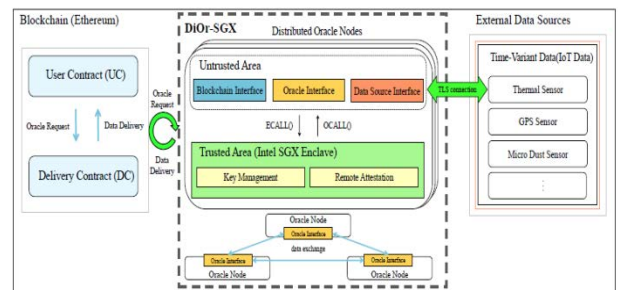 Blockchain (Ethereum)
User Contract (UC)
Oracle Request
Data Delivery
Delivery Contract (DC)
Oracle
Request
Data
Delivery
DiOr-SGX
Distributed Oracle Nodes
Untrusted Area
Blockchain Interface
Oracle Interface
Data Source Interface
ECALL()
OCALL()
Trusted Area (Intel SGX Enclave)
Key Management
Remote Attestation
Oracle Node
Oracle Interface
data exchange
Oracle Interface
Oracle Node
Oracle Interface
Oracle Node
TLS connection
External Data Sources
Time-Variant Data(IoT Data)
Thermal Sensor
GPS Sensor
Micro Dust Sensor
⋮